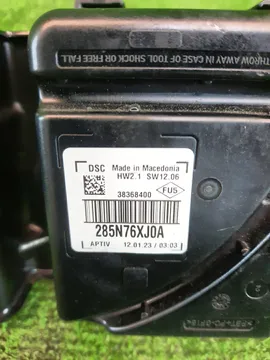 THROW AWAY IN CASE OF TOOL SHOCK OR FREE FALL
DSC Made in Macedonia
HW2.1 SW12.06
38368400
FUS
285N76XJ0A
APTIV 12.01.23 / 03:03